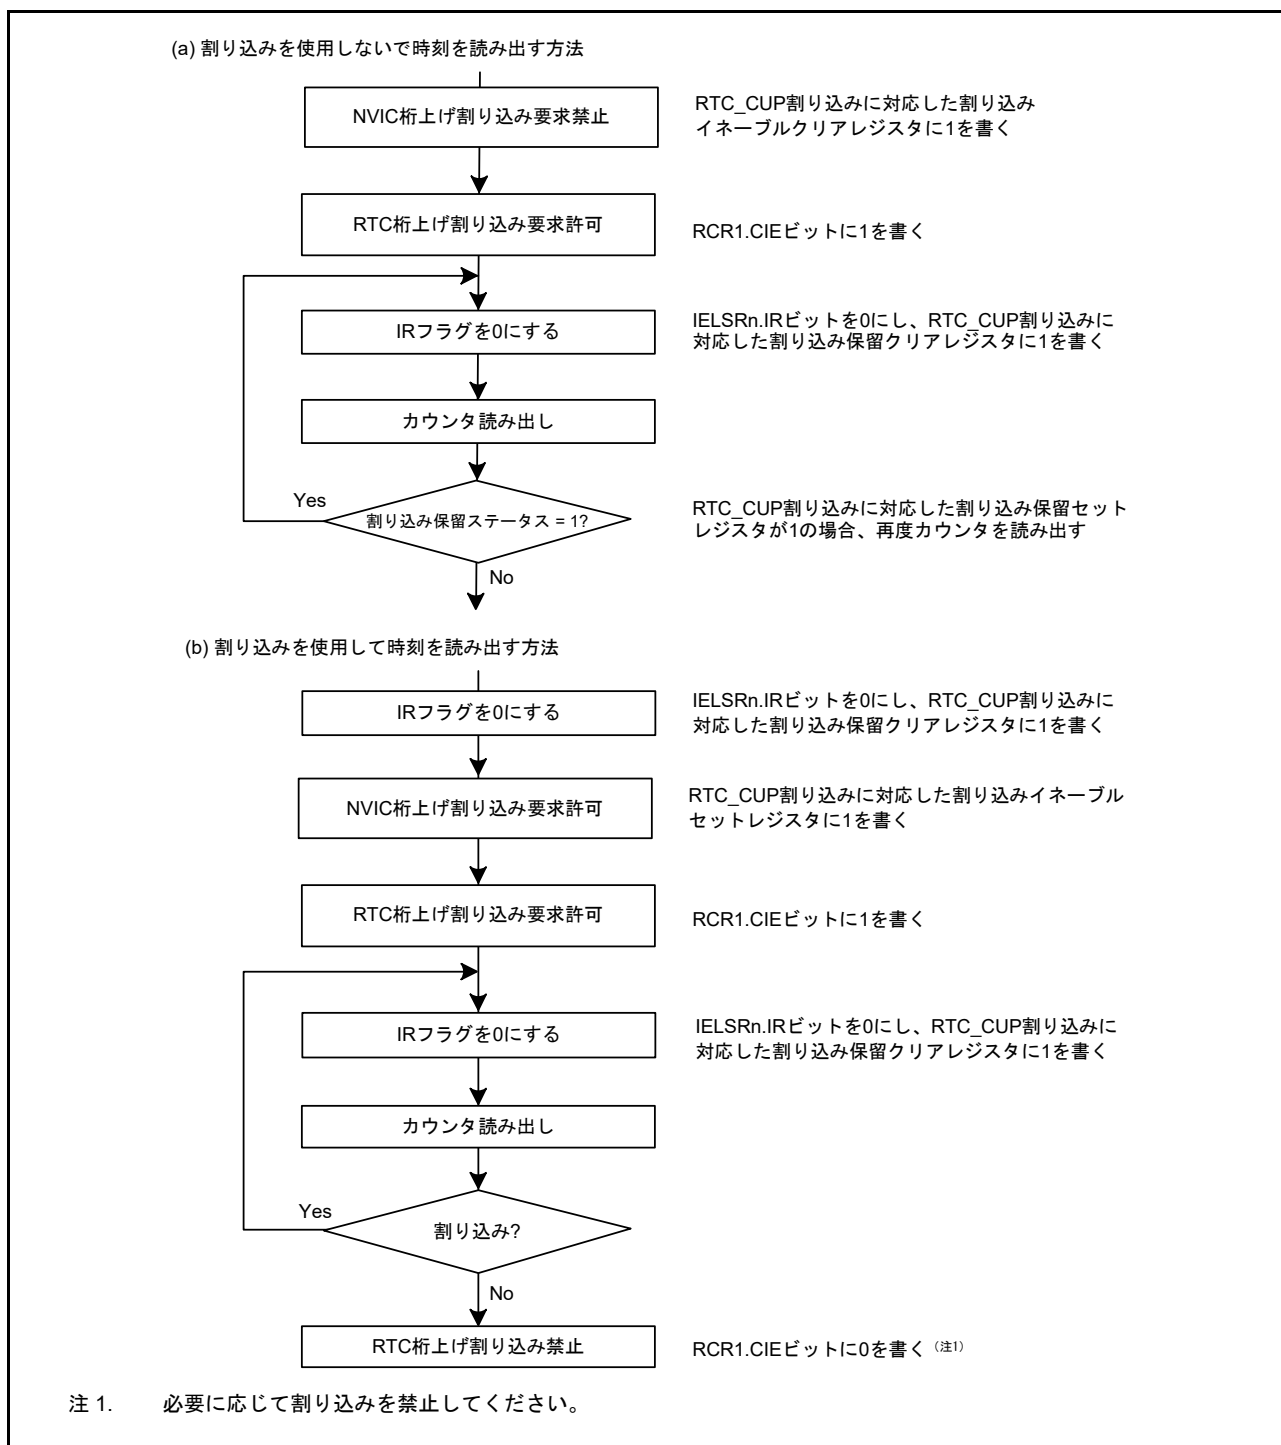 (a) 割り込みを使用しないで時刻を読み出す方法
NVIC桁上げ割り込み要求禁止
RTC_CUP割り込みに対応した割り込み
イネーブルクリアレジスタに1を書く
RTC桁上げ割り込み要求許可
RCR1.CIEビットに1を書く
IRフラグを0にする
IELSRn.IRビットを0にし、RTC_CUP割り込みに
対応した割り込み保留クリアレジスタに1を書く
カウンタ読み出し
Yes
割り込み保留ステータス = 1?
RTC_CUP割り込みに対応した割り込み保留セット
レジスタが1の場合、再度カウンタを読み出す
No
(b) 割り込みを使用して時刻を読み出す方法
IRフラグを0にする
IELSRn.IRビットを0にし、RTC_CUP割り込みに
対応した割り込み保留クリアレジスタに1を書く
NVIC桁上げ割り込み要求許可
RTC_CUP割り込みに対応した割り込みイネーブル
セットレジスタに1を書く
RTC桁上げ割り込み要求許可
RCR1.CIEビットに1を書く
IRフラグを0にする
IELSRn.IRビットを0にし、RTC_CUP割り込みに
対応した割り込み保留クリアレジスタに1を書く
カウンタ読み出し
Yes
割り込み?
No
RTC桁上げ割り込み禁止
RCR1.CIEビットに0を書く（注1）
注 1. 必要に応じて割り込みを禁止してください。